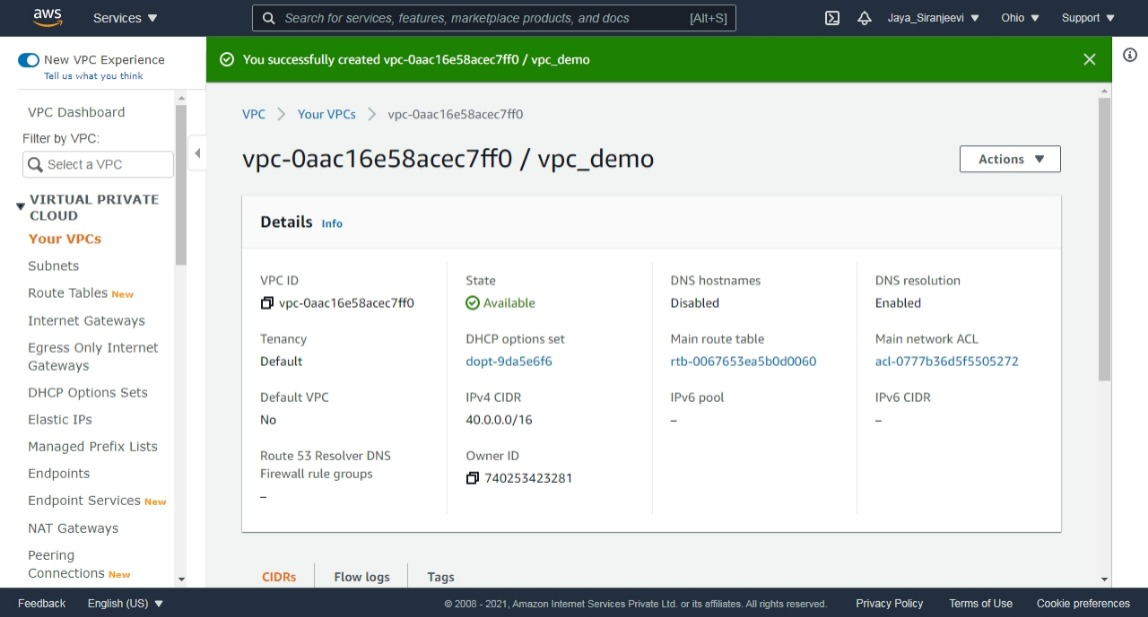 aws
Services
Search for services, features, marketplace products, and docs
[Alt+S]
Jaya_Siranjeevi
Ohio
Support
New VPC Experience
Tell us what you think
You successfully created vpc-0aac16e58acec7ff0 / vpc_demo
VPC Dashboard
Filter by VPC:
Select a VPC
VIRTUAL PRIVATE
CLOUD
Your VPCs
Subnets
Route Tables New
Internet Gateways
Egress Only Internet
Gateways
DHCP Options Sets
Elastic IPs
Managed Prefix Lists
Endpoints
Endpoint Services New
NAT Gateways
Peering
Connections New
VPC
Your VPCs
vpc-0aac16e58acec7ff0
vpc-0aac16e58acec7ff0 / vpc_demo
Actions
Details Info
VPC ID
vpc-0aac16e58acec7ff0
State
Available
DNS hostnames
Disabled
DNS resolution
Enabled
Tenancy
Default
DHCP options set
dopt-9da5e6f6
Main route table
rtb-0067653ea5b0d0060
Main network ACL
acl-0777b36d5f5505272
Default VPC
No
IPv4 CIDR
40.0.0.0/16
IPv6 pool
–
IPv6 CIDR
–
Route 53 Resolver DNS
Firewall rule groups
–
Owner ID
740253423281
CIDRs
Flow logs
Tags
Feedback
English (US)
© 2008 - 2021, Amazon Internet Services Private Ltd. or its affiliates. All rights reserved.
Privacy Policy
Terms of Use
Cookie preferences